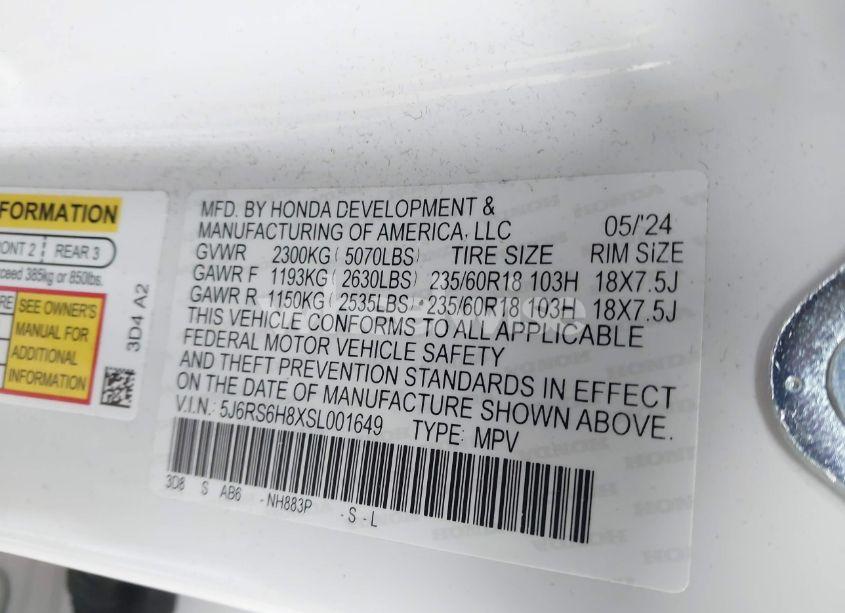 FORMATION
ONT 2 REAR 3
ceed 385kg or 850lbs.
RE
SEE OWNER'S
MANUAL FOR
ADDITIONAL
INFORMATION
3D4 A2
MFD. BY HONDA DEVELOPMENT &
MANUFACTURING OF AMERICA, LLC 05/'24
GVWR 2300KG ( 5070LBS) TIRE SIZE RIM SIZE
GAWR F 1193KG ( 2630LBS) 235/60R18 103H 18X7.5J
GAWR R 1150KG ( 2535LBS) 235/60R18 103H 18X7.5J
THIS VEHICLE CONFORMS TO ALL APPLICABLE
FEDERAL MOTOR VEHICLE SAFETY
AND THEFT PREVENTION STANDARDS IN EFFECT
ON THE DATE OF MANUFACTURE SHOWN ABOVE.
V.I.N.: 5J6RS6H8XSL001649 TYPE: MPV
3D8 S AB6 -NH883P -S-L